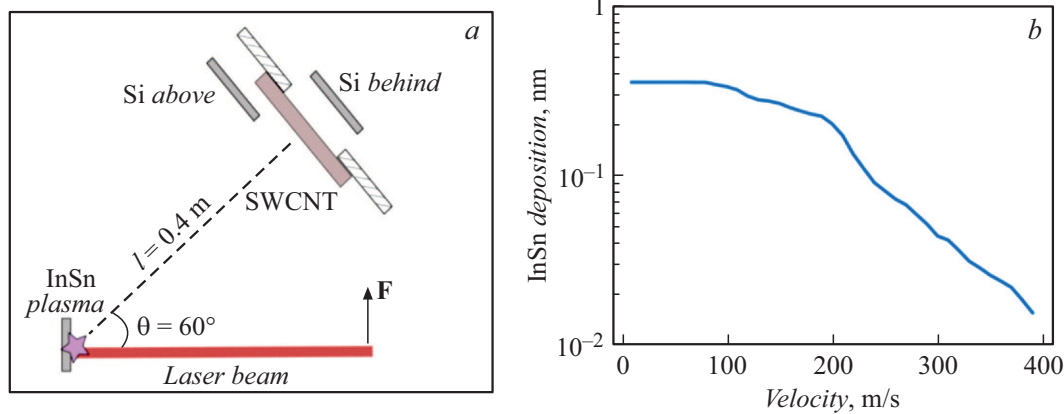 a
Si above
Si behind
SWCNT
l = 0.4 m
InSn
plasma
θ = 60°
F
Laser beam
b
InSn deposition, nm
1
10⁻¹
10⁻²
0
100
200
300
400
Velocity, m/s